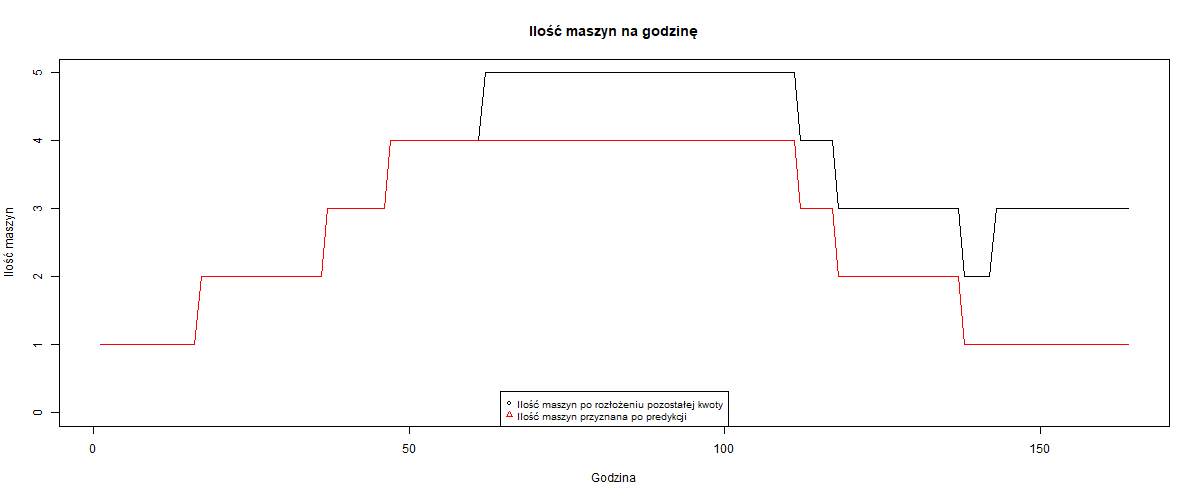 Ilość maszyn na godzinę
Ilość maszyn
5
4
3
2
1
0
Ilość maszyn po rozłożeniu pozostałej kwoty
Ilość maszyn przyznana po predykcji
0 50 100 150
Godzina